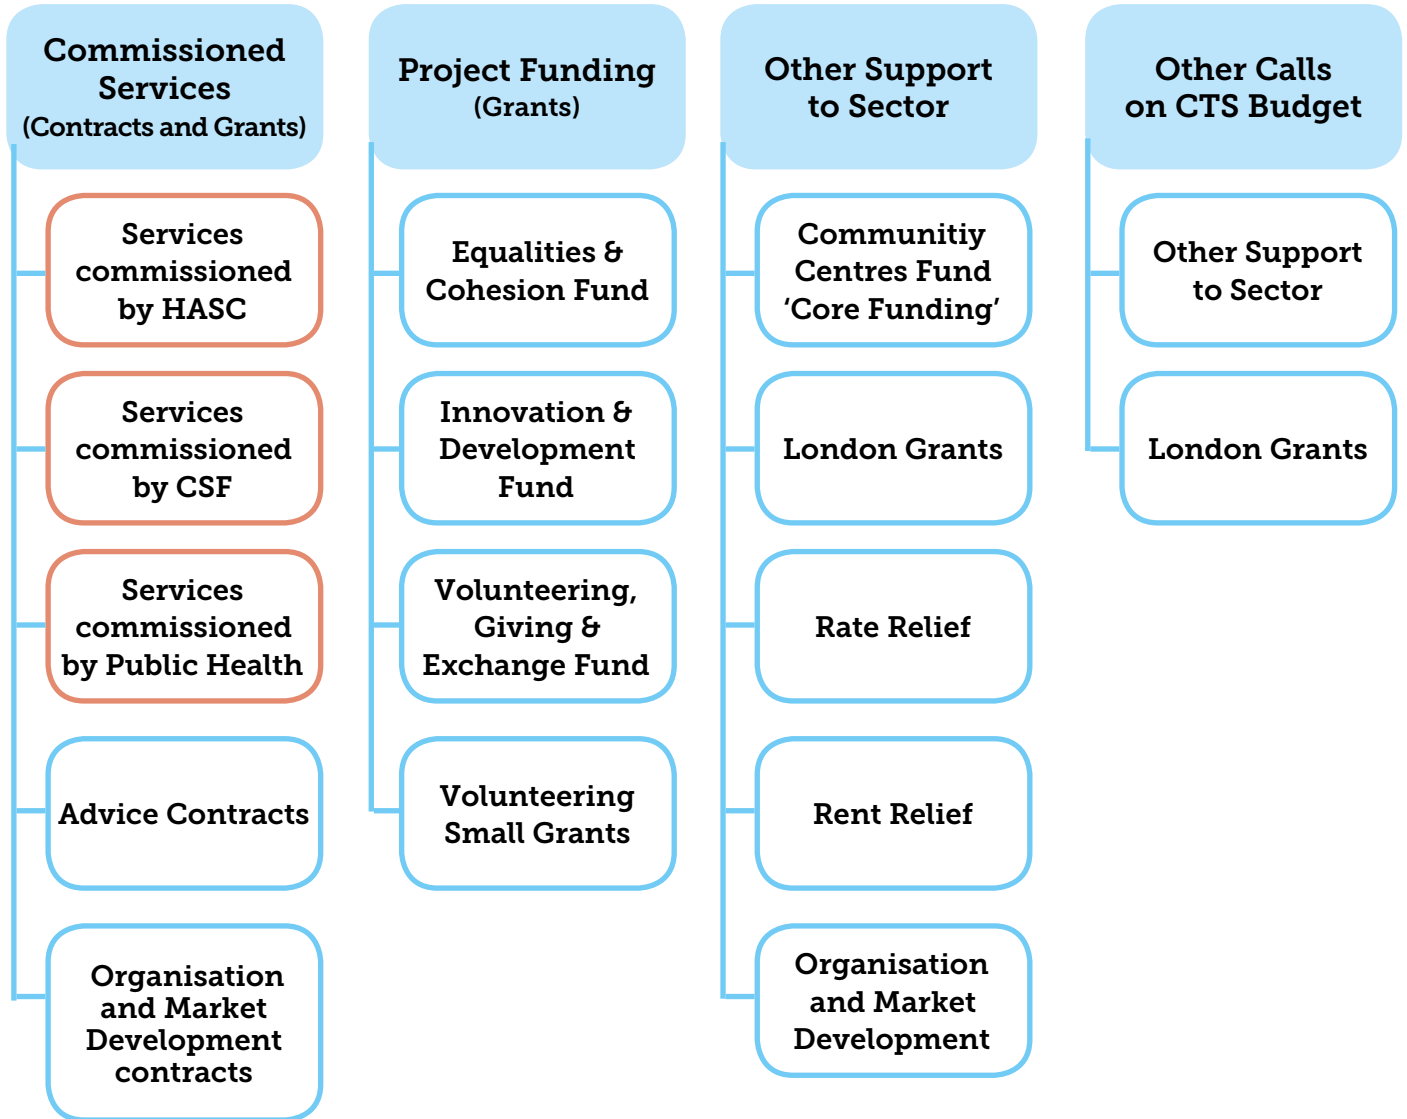 Commissioned
Services
(Contracts and Grants)
Services
commissioned
by HASC
Services
commissioned
by CSF
Services
commissioned
by Public Health
Advice Contracts
Organisation
and Market
Development
contracts
Project Funding
(Grants)
Equalities &
Cohesion Fund
Innovation &
Development
Fund
Volunteering,
Giving &
Exchange Fund
Volunteering
Small Grants
Other Support
to Sector
Communitiy
Centres Fund
‘Core Funding’
London Grants
Rate Relief
Rent Relief
Organisation
and Market
Development
Other Calls
on CTS Budget
Other Support
to Sector
London Grants